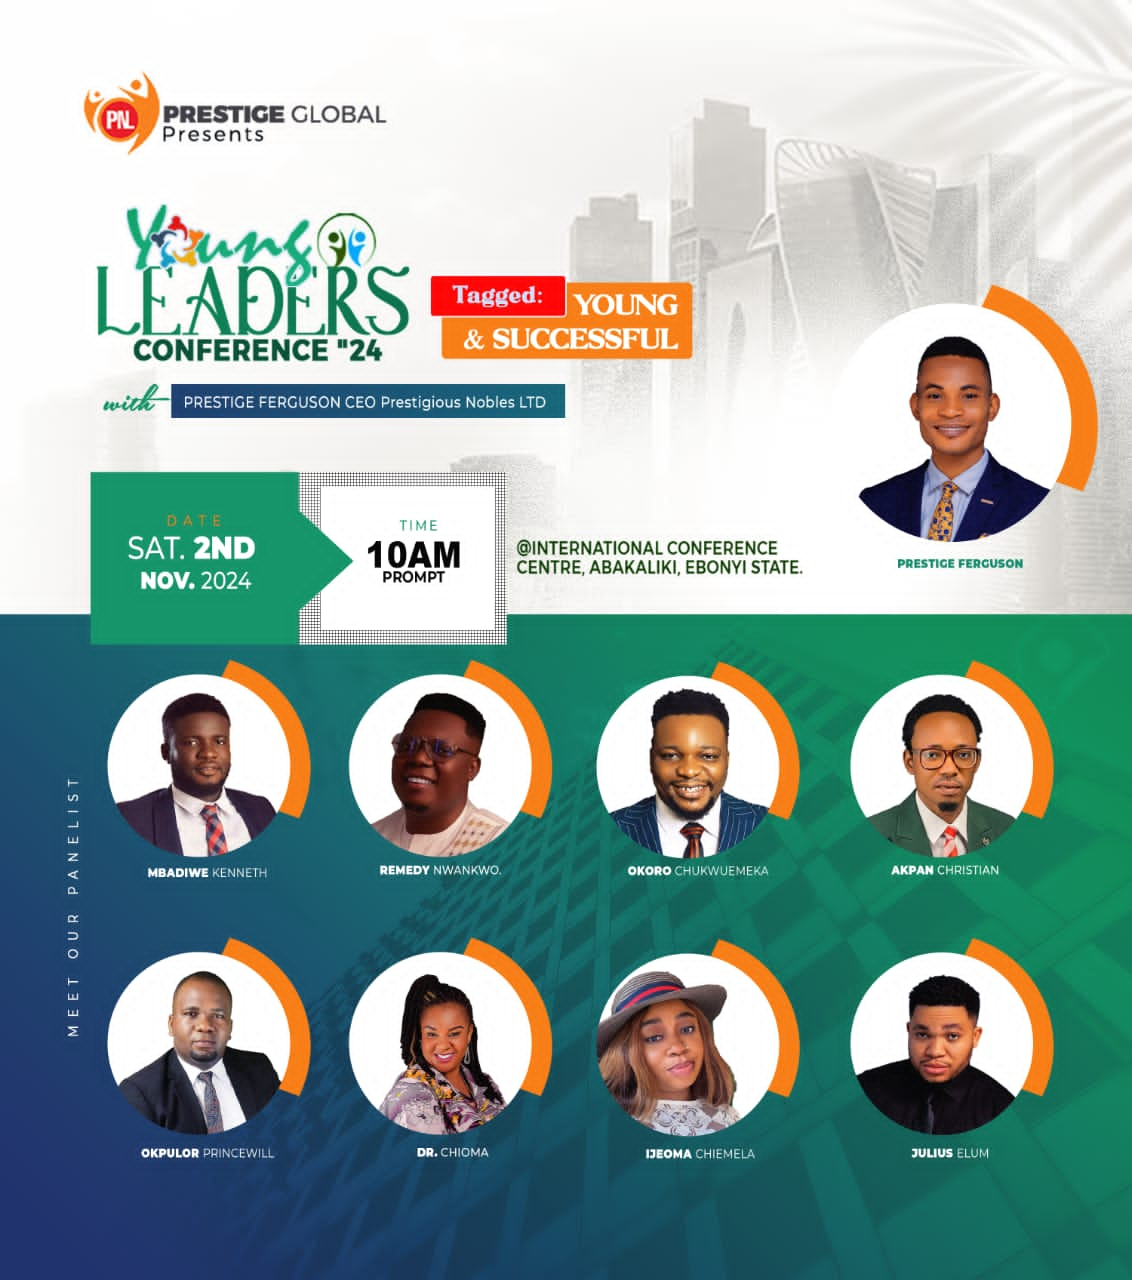 PNL
PRESTIGE GLOBAL
Presents
Young
LEADERS
CONFERENCE "24
Tagged:
YOUNG
& SUCCESSFUL
with
PRESTIGE FERGUSON CEO Prestigious Nobles LTD
DATE
SAT. 2ND
NOV. 2024
TIME
10AM
PROMPT
@INTERNATIONAL CONFERENCE
CENTRE, ABAKALIKI, EBONYI STATE.
PRESTIGE FERGUSON
MEET OUR PANELIST
MBADIWE KENNETH
REMEDY NWANKWO.
OKORO CHUKWUEMEKA
AKPAN CHRISTIAN
OKPULOR PRINCEWILL
DR. CHIOMA
IJEOMA CHIEMELA
JULIUS ELUM